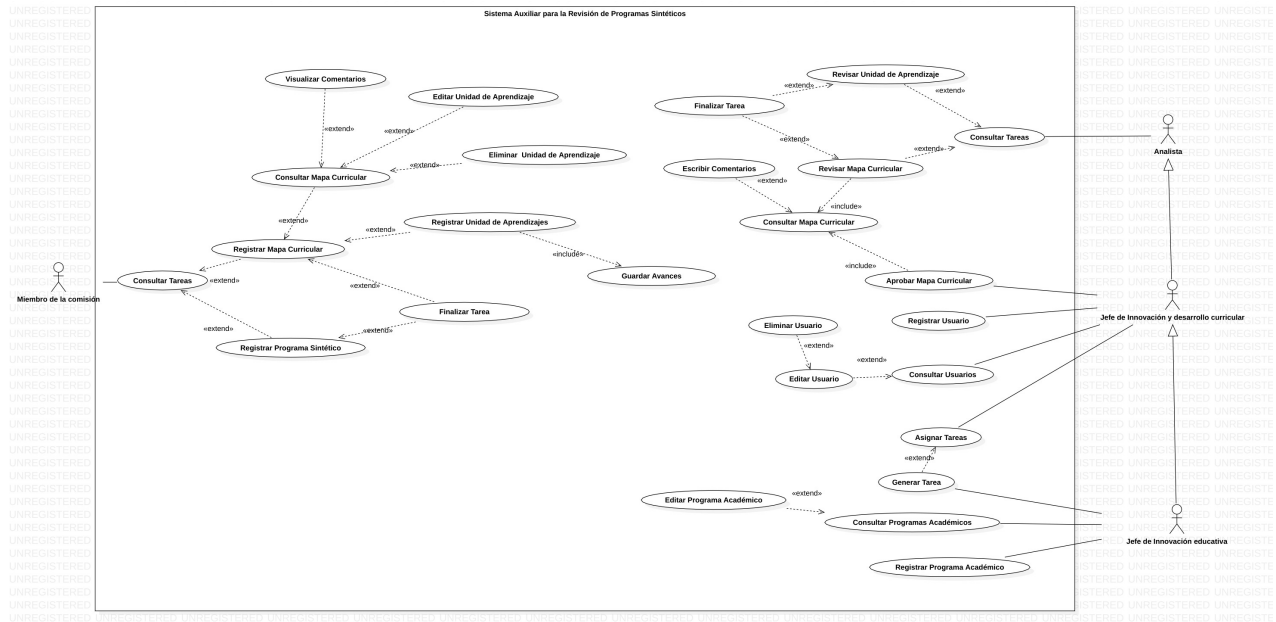 Sistema Auxiliar para la Revisión de Programas Sintéticos
Visualizar Comentarios
Editar Unidad de Aprendizaje
«extend»
«extend»
Eliminar Unidad de Aprendizaje
«extend»
Consultar Mapa Curricular
«extend»
Registrar Unidad de Aprendizajes
«extend»
Registrar Mapa Curricular
«include»
Guardar Avances
Consultar Tareas
«extend»
Miembro de la comisión
«extend»
Finalizar Tarea
«extend»
«extend»
Registrar Programa Sintético
Revisar Unidad de Aprendizaje
«extend»
«extend»
Finalizar Tarea
Consultar Tareas
«extend»
«extend»
Analista
Escribir Comentarios
Revisar Mapa Curricular
«extend»
«include»
Consultar Mapa Curricular
«include»
Aprobar Mapa Curricular
Registrar Usuario
Jefe de Innovación y desarrollo curricular
Eliminar Usuario
«extend»
«extend»
Editar Usuario
Consultar Usuarios
Asignar Tareas
«extend»
Generar Tarea
Editar Programa Académico
«extend»
Consultar Programas Académicos
Jefe de Innovación educativa
Registrar Programa Académico
UNREGISTERED